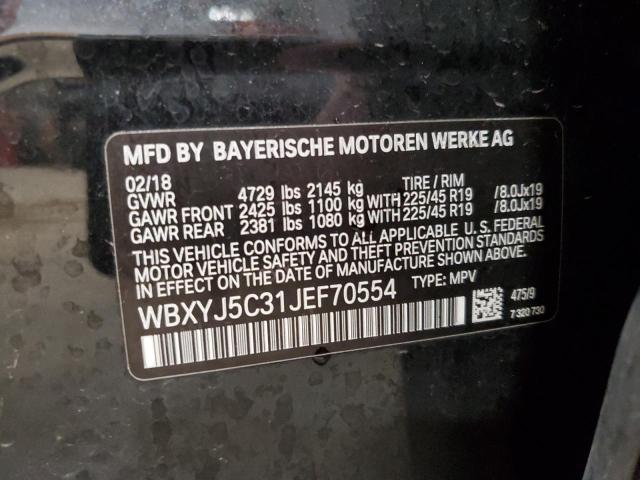 MFD BY BAYERISCHE MOTOREN WERKE AG
02/18 TIRE / RIM
GVWR 4729 lbs 2145 kg
GAWR FRONT 2425 lbs 1100 kg WITH 225/45 R19 /8.0Jx19
GAWR REAR 2381 lbs 1080 kg WITH 225/45 R19 /8.0Jx19
THIS VEHICLE CONFORMS TO ALL APPLICABLE U. S. FEDERAL
MOTOR VEHICLE SAFETY AND THEFT PREVENTION STANDARDS
IN EFFECT ON THE DATE OF MANUFACTURE SHOWN ABOVE.
WBXYJ5C31JEF70554 TYPE: MPV
475/9
7 320 730